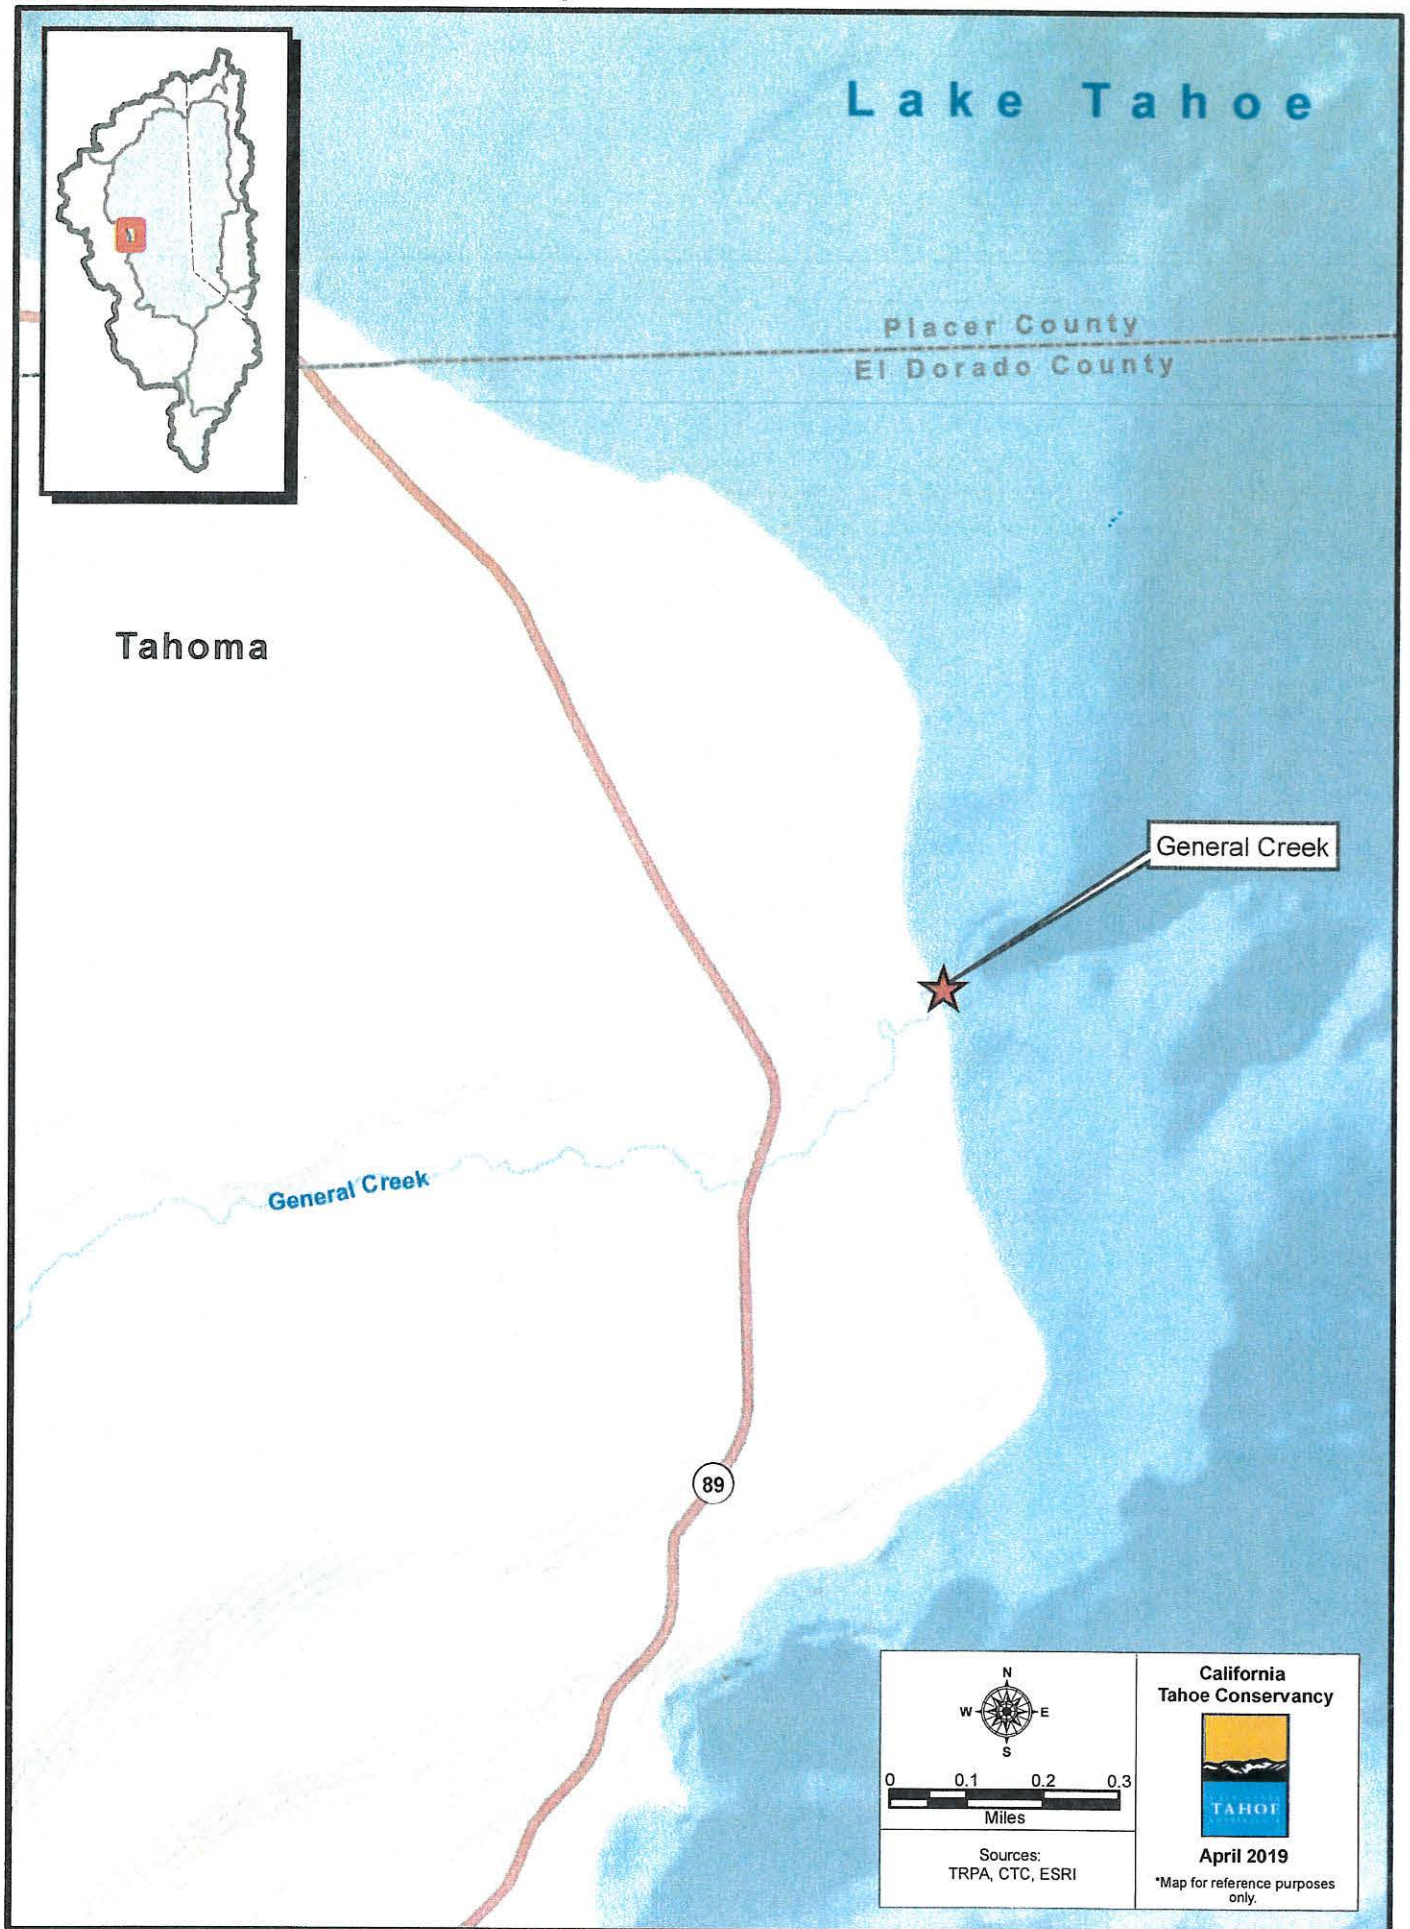 Lake Tahoe
Placer County
El Dorado County
Tahoma
General Creek
General Creek
89
N
W E
S
0 0.1 0.2 0.3
Miles
Sources:
TRPA, CTC, ESRI
California
Tahoe Conservancy
TAHOE
April 2019
*Map for reference purposes
only.